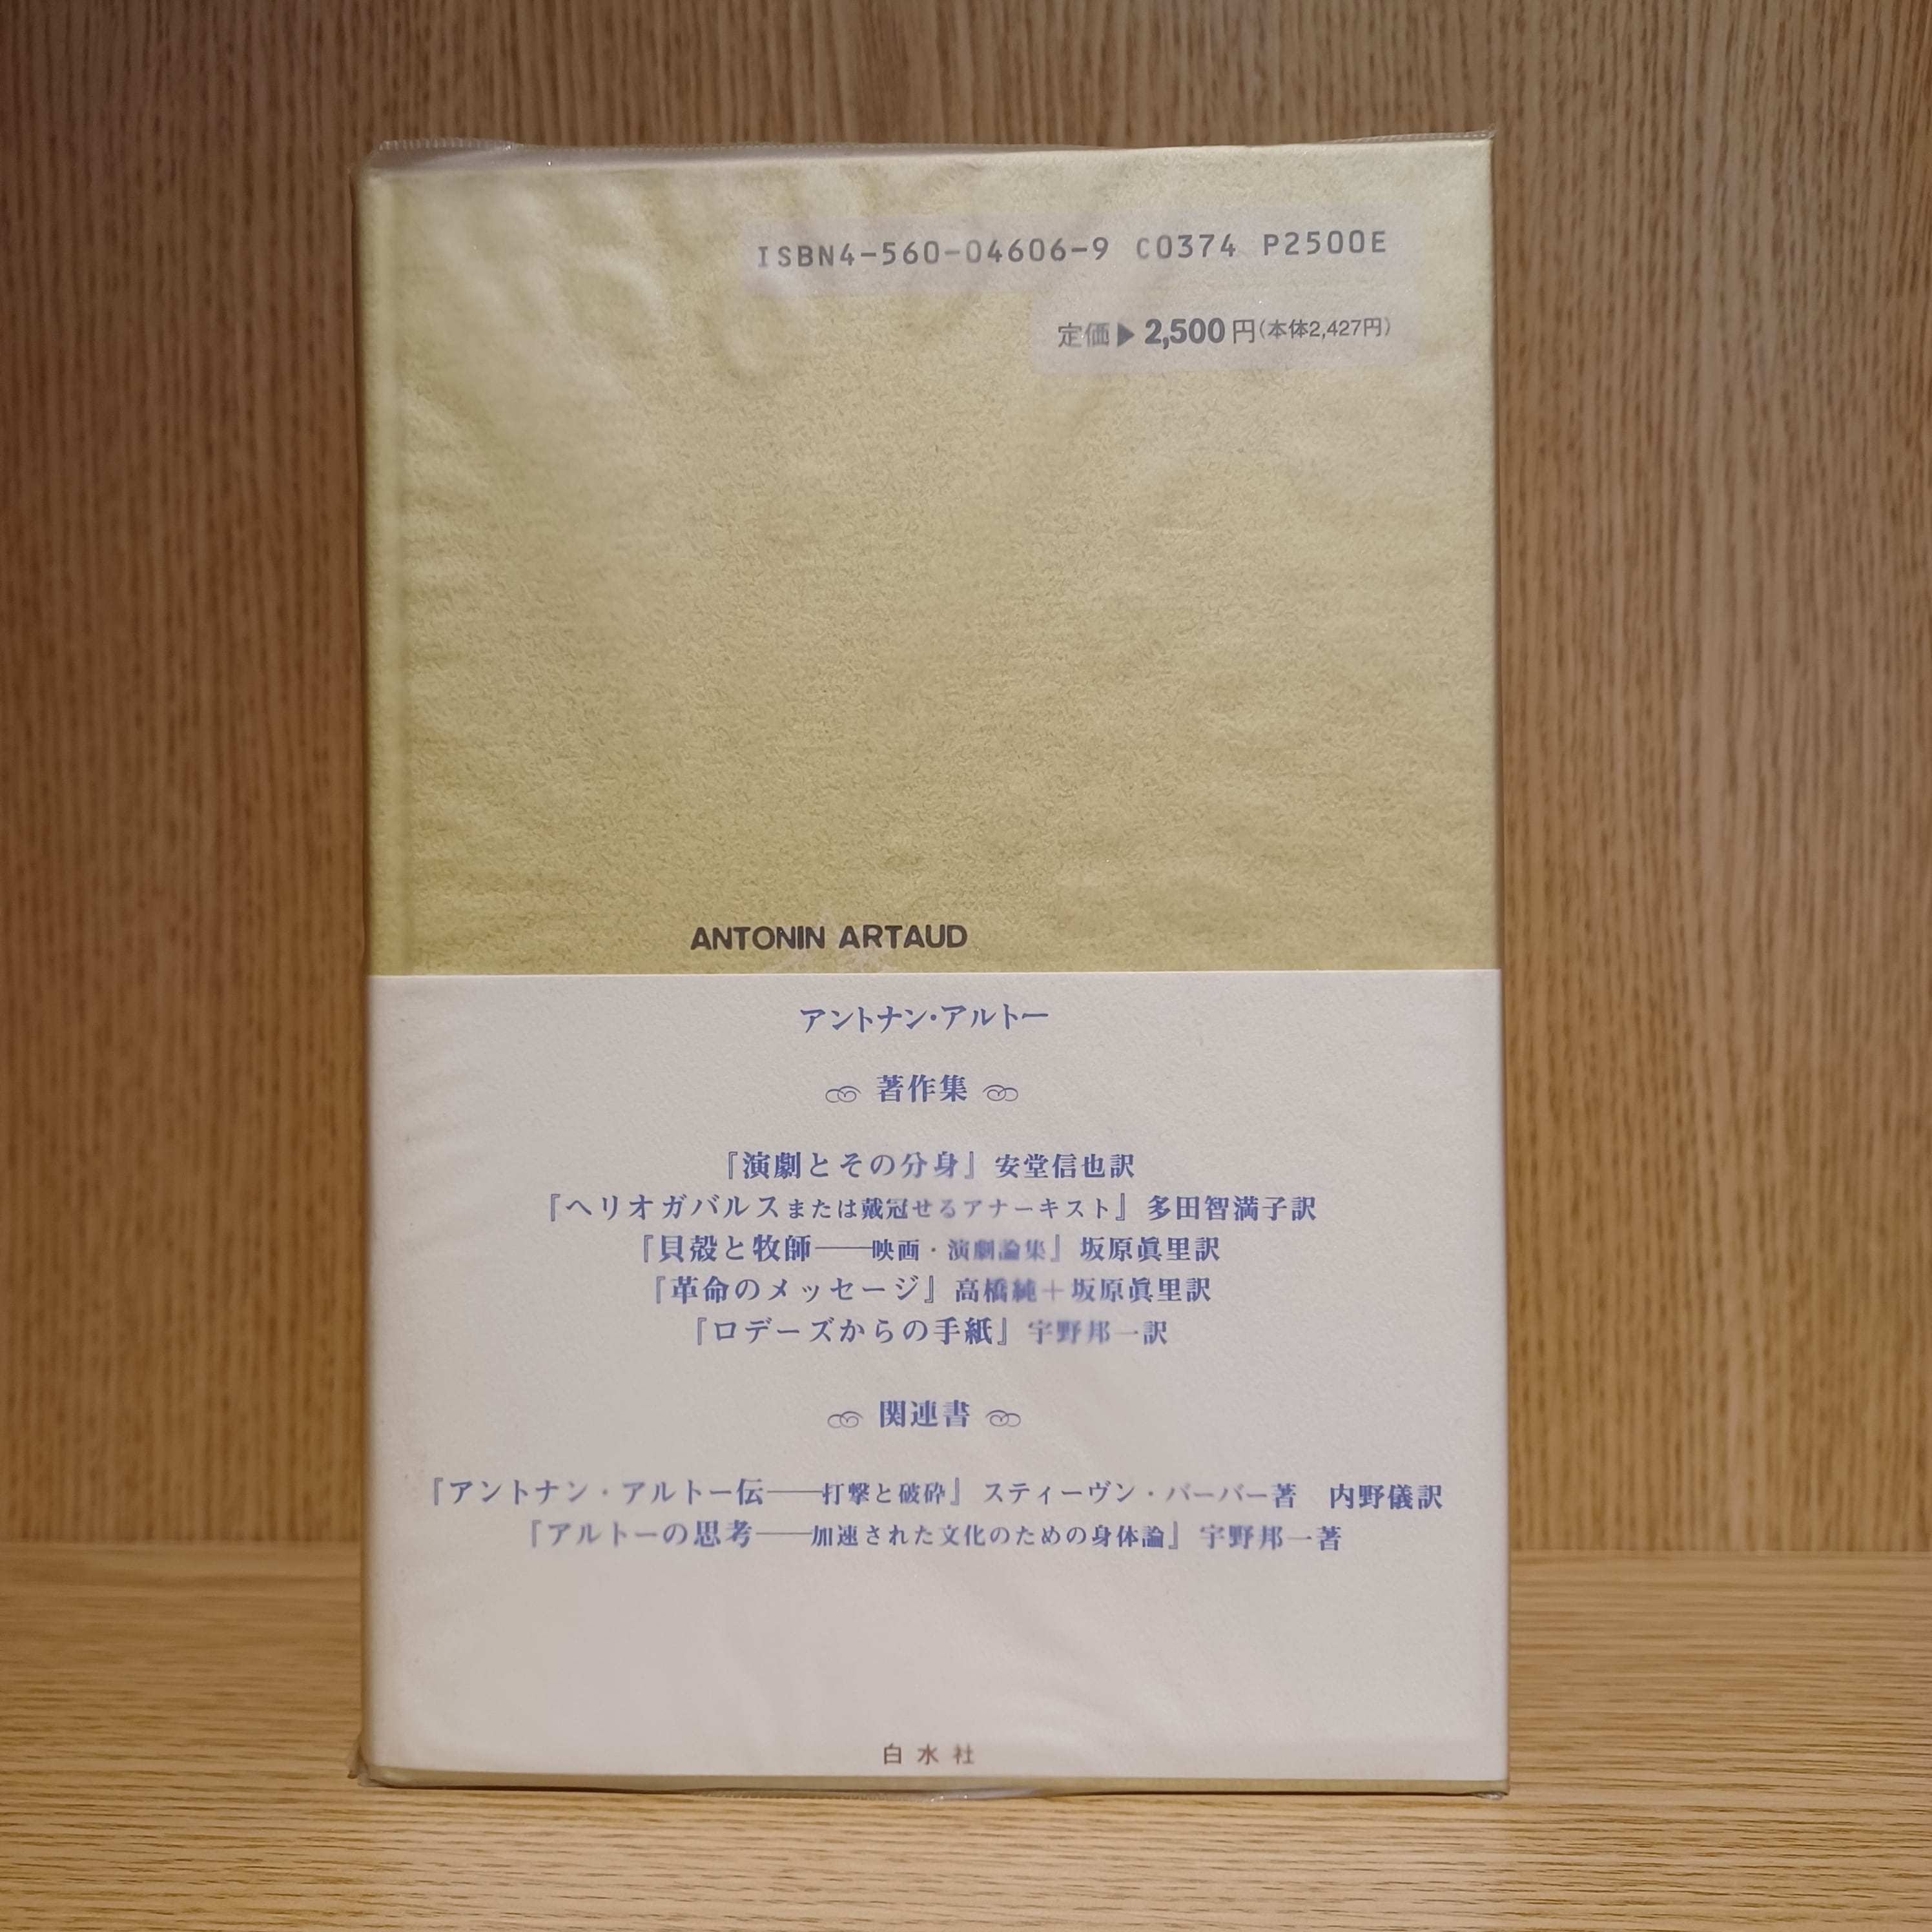 ISBN4-560-04606-9 C0374 P2500E
定価▶2,500円(本体2,427円)
ANTONIN ARTAUD
アントナン・アルトー
著作集
『演劇とその分身』安堂信也訳
『ヘリオガバルスまたは戴冠せるアナーキスト』多田智満子訳
『貝殻と牧師──映画・演劇論集』坂原眞里訳
『革命のメッセージ』高橋純＋坂原眞里訳
『ロデーズからの手紙』宇野邦一訳
関連書
『アントナン・アルトー伝──打撃と破砕』スティーヴン・バーバー著　内野儀訳
『アルトーの思考──加速された文化のための身体論』宇野邦一著
白水社